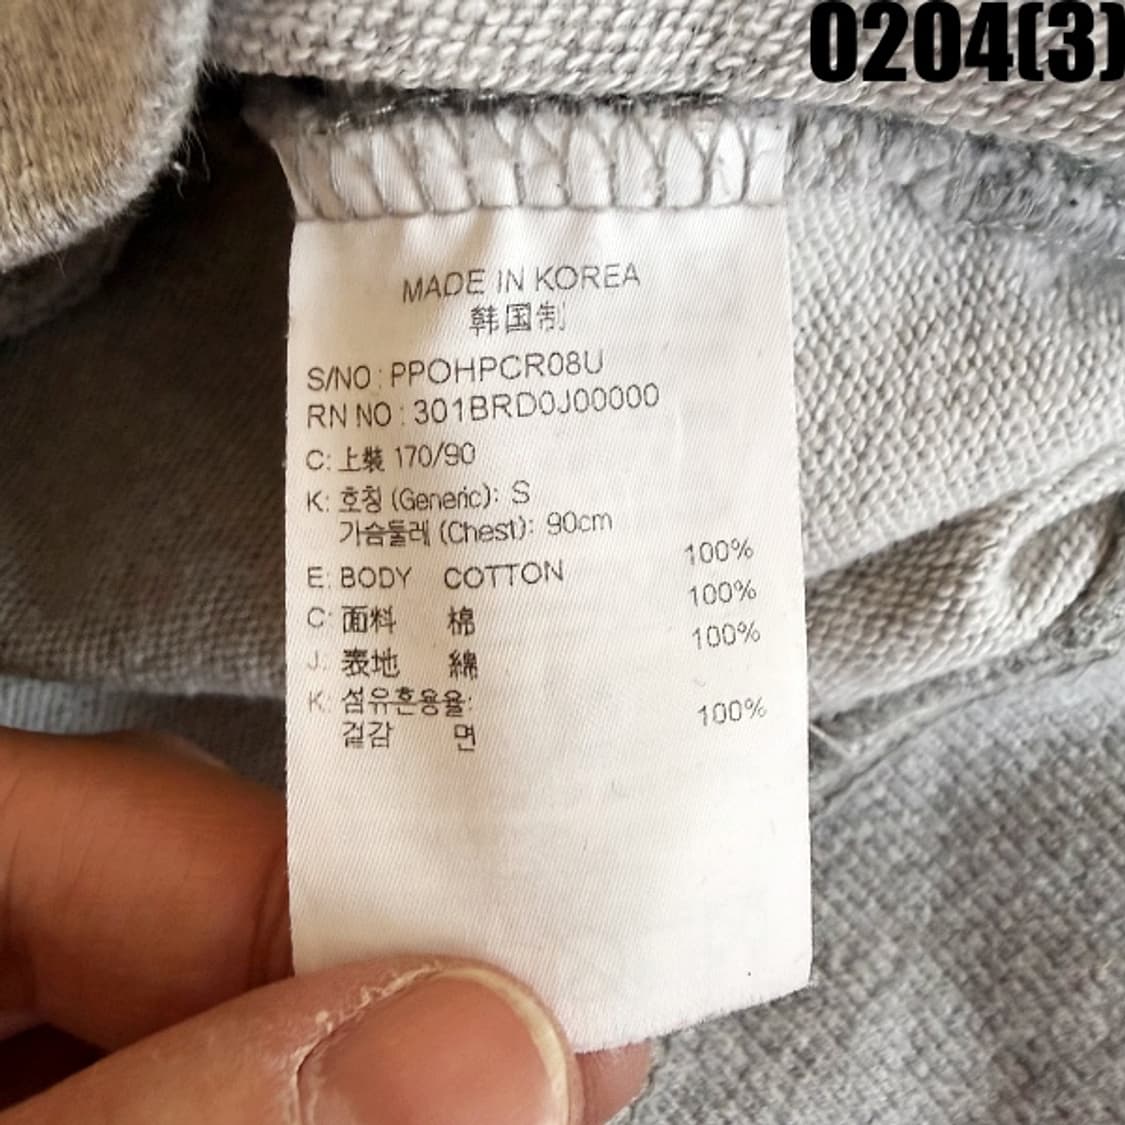 0204(3)
MADE IN KOREA
韩国制
S/NO : PPOHPCR08U
RN NO : 301BRD0J00000
C: 上裝 170/90
K: 호칭 (Generic): S
가슴둘레 (Chest): 90cm
E: BODY COTTON 100%
C: 面料 棉 100%
J: 表地 綿 100%
K: 섬유혼용율:
겉감 면 100%